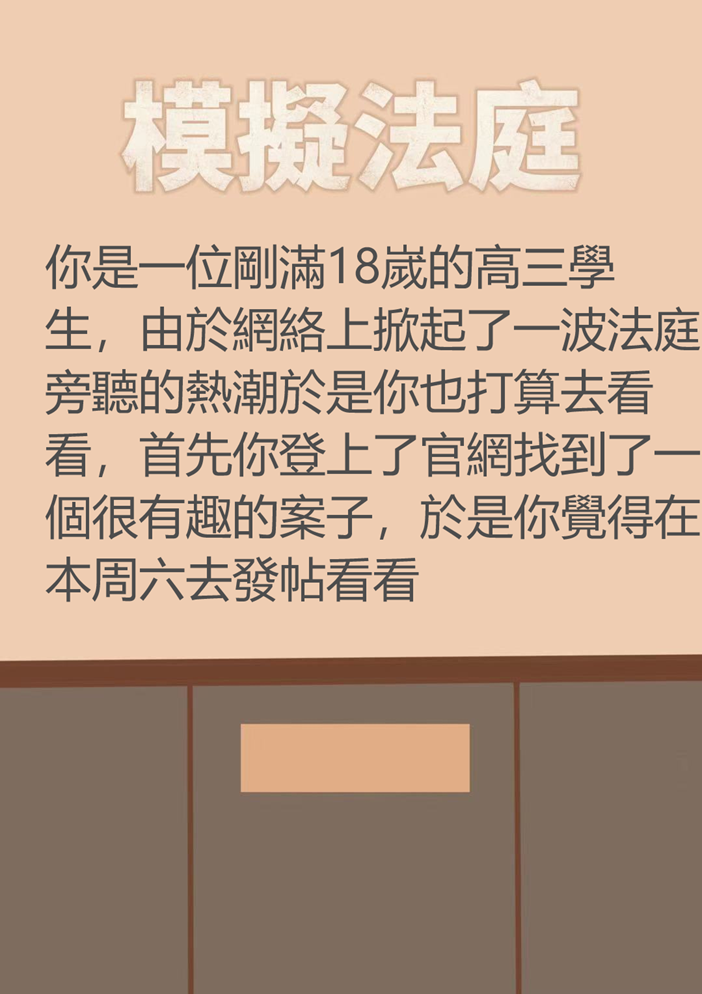 模擬法庭
你是一位剛滿18歲的高三學
生，由於網絡上掀起了一波法庭
旁聽的熱潮於是你也打算去看
看，首先你登上了官網找到了一
個很有趣的案子，於是你覺得在
本周六去發帖看看